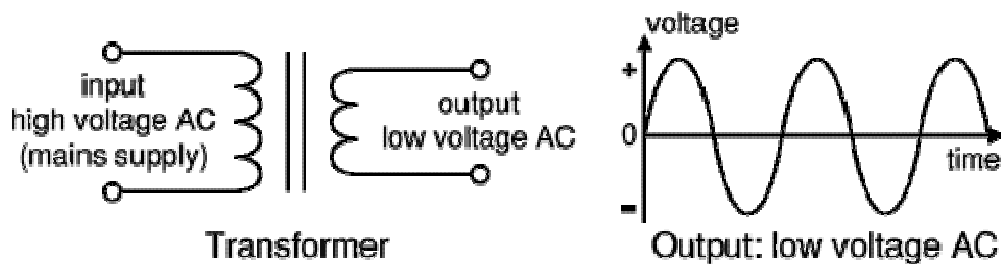 input
high voltage AC
(mains supply)
output
low voltage AC
Transformer
voltage
+
0
-
time
Output: low voltage AC